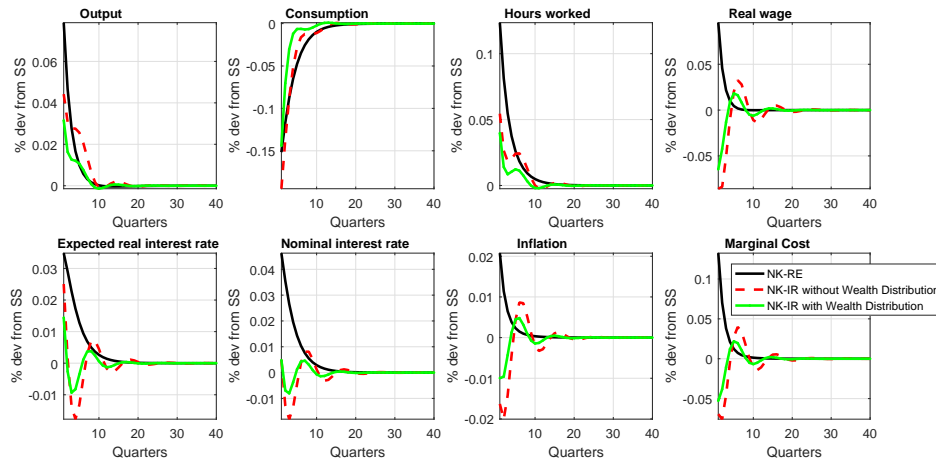 Output
Consumption
Hours worked
Real wage
% dev from SS
0.06
0.04
0.02
0
10 20 30 40
Quarters
% dev from SS
0
-0.05
-0.1
-0.15
10 20 30 40
Quarters
% dev from SS
0.1
0.05
0
10 20 30 40
Quarters
% dev from SS
0.05
0
-0.05
10 20 30 40
Quarters
Expected real interest rate
Nominal interest rate
Inflation
Marginal Cost
% dev from SS
0.03
0.02
0.01
0
-0.01
10 20 30 40
Quarters
% dev from SS
0.04
0.02
0
10 20 30 40
Quarters
% dev from SS
0.02
0.01
0
-0.01
-0.02
10 20 30 40
Quarters
% dev from SS
0.1
0.05
0
-0.05
10 20 30 40
Quarters
NK-RE
NK-IR without Wealth Distribution
NK-IR with Wealth Distribution